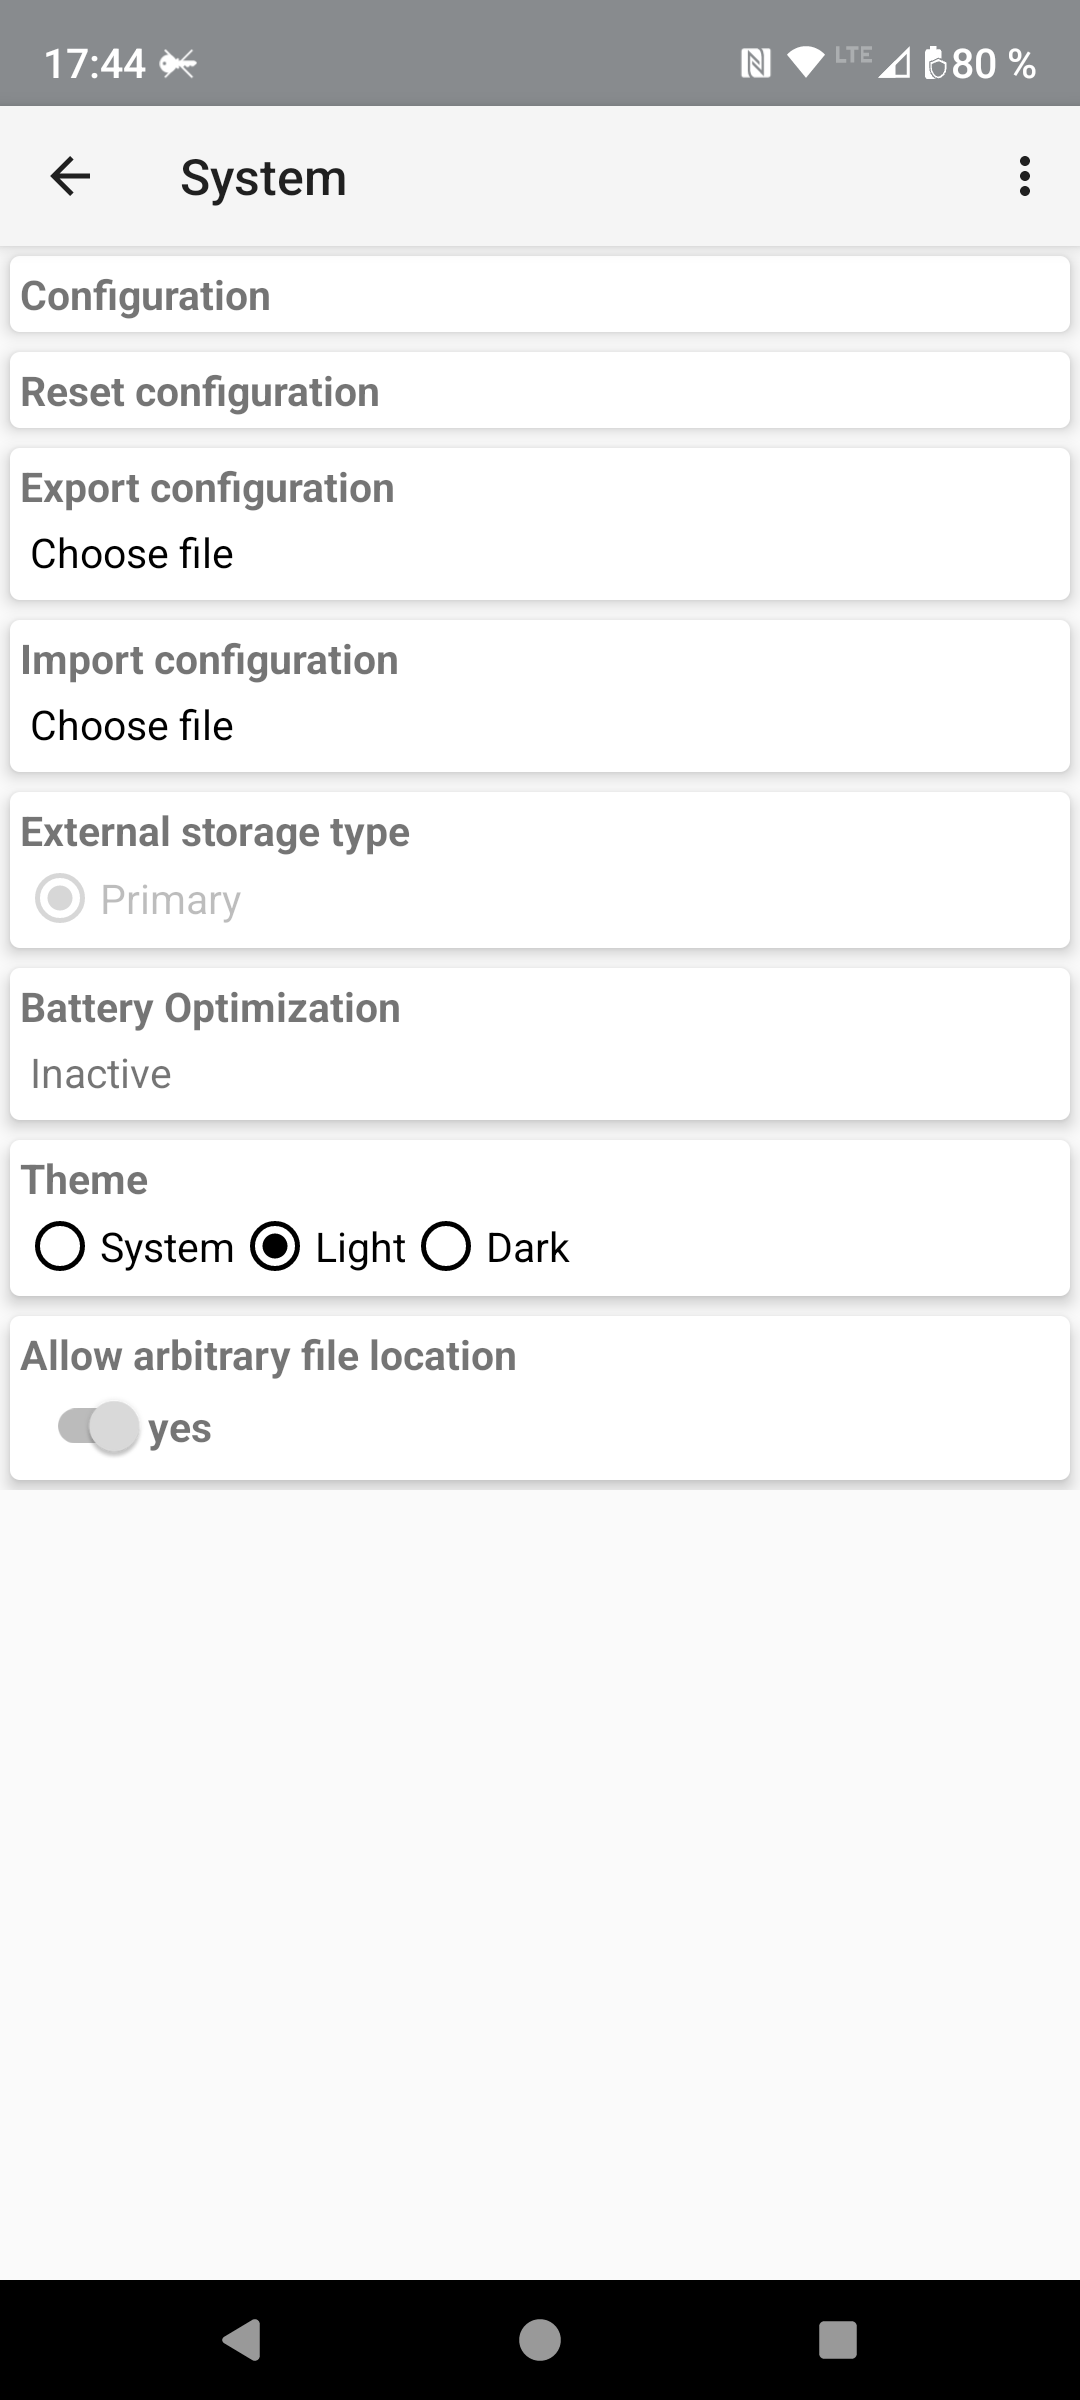 17:44 LTE 80 %
System
Configuration
Reset configuration
Export configuration
Choose file
Import configuration
Choose file
External storage type
Primary
Battery Optimization
Inactive
Theme
System Light Dark
Allow arbitrary file location
yes